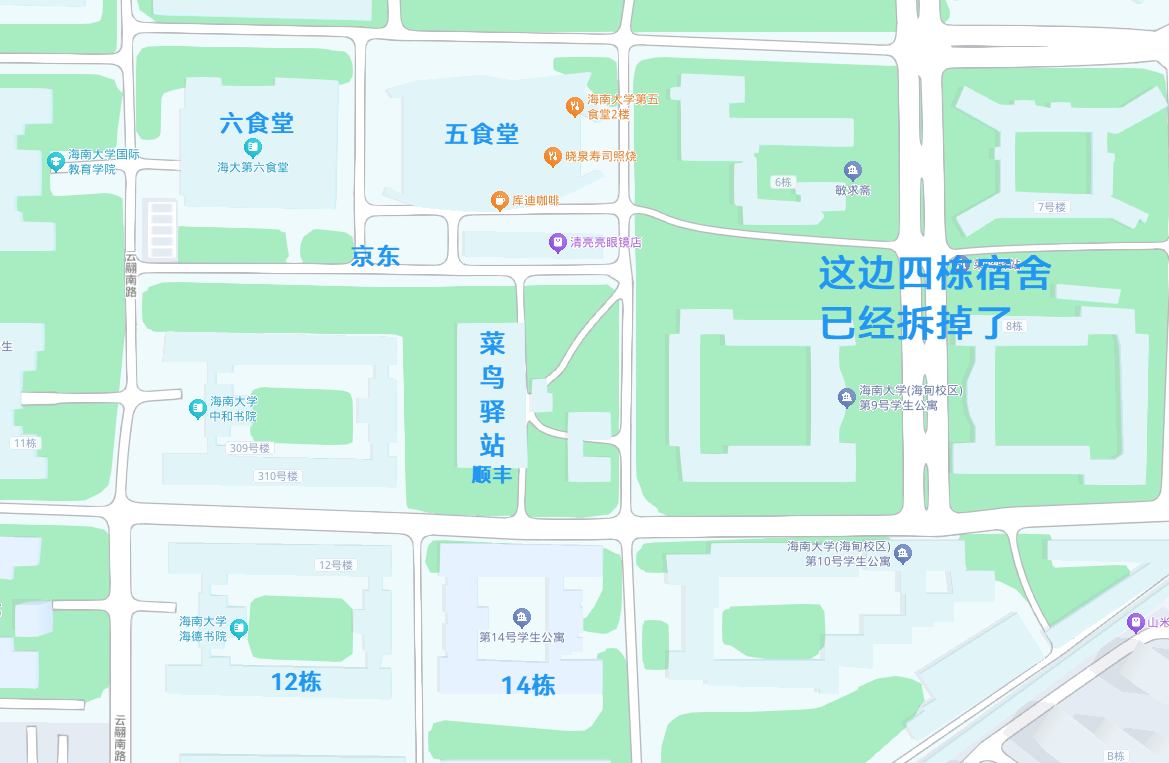 六食堂
海大第六食堂
五食堂
海南大学第五
食堂2楼
晓泉寿司照烧
库迪咖啡
清亮亮眼镜店
海南大学国际
教育学院
6栋
敏求斋
7号楼
京东
云翮南路
这边四栋宿舍
已经拆掉了
8栋
海南大学(海甸校区)
第9号学生公寓
菜鸟驿站
顺丰
生
海南大学
中和书院
309号楼
310号楼
11栋
12号楼
海南大学
海德书院
12栋
第14号学生公寓
14栋
海南大学(海甸校区)
第10号学生公寓
山米
云翮南路
B栋